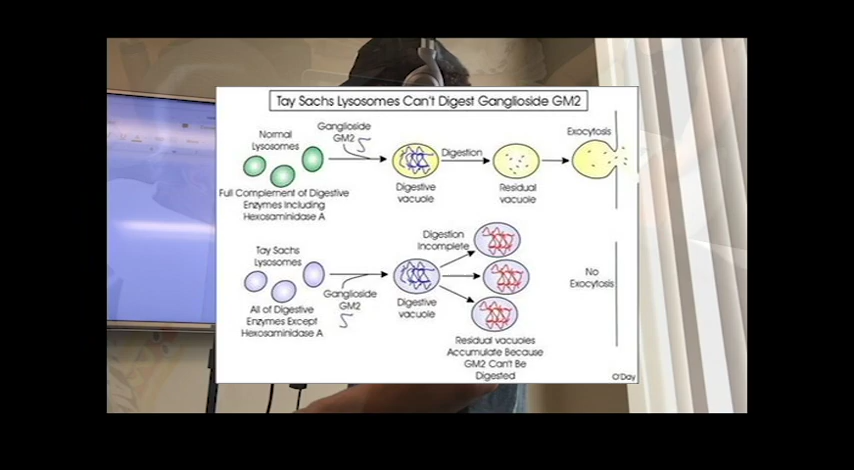 Tay Sachs Lysosomes Can't Digest Ganglioside GM2
Normal
Lysosomes
Ganglioside
GM2
Digestion
Exocytosis
Full Complement of Digestive
Enzymes Including
Hexosaminidase A
Digestive
vacuole
Residual
vacuole
Tay Sachs
Lysosomes
Digestion
Incomplete
No
Exocytosis
Ganglioside
GM2
Digestive
vacuole
All of Digestive
Enzymes Except
Hexosaminidase A
Residual vacuoles
Accumulate Because
GM2 Can't Be
Digested
O'Day